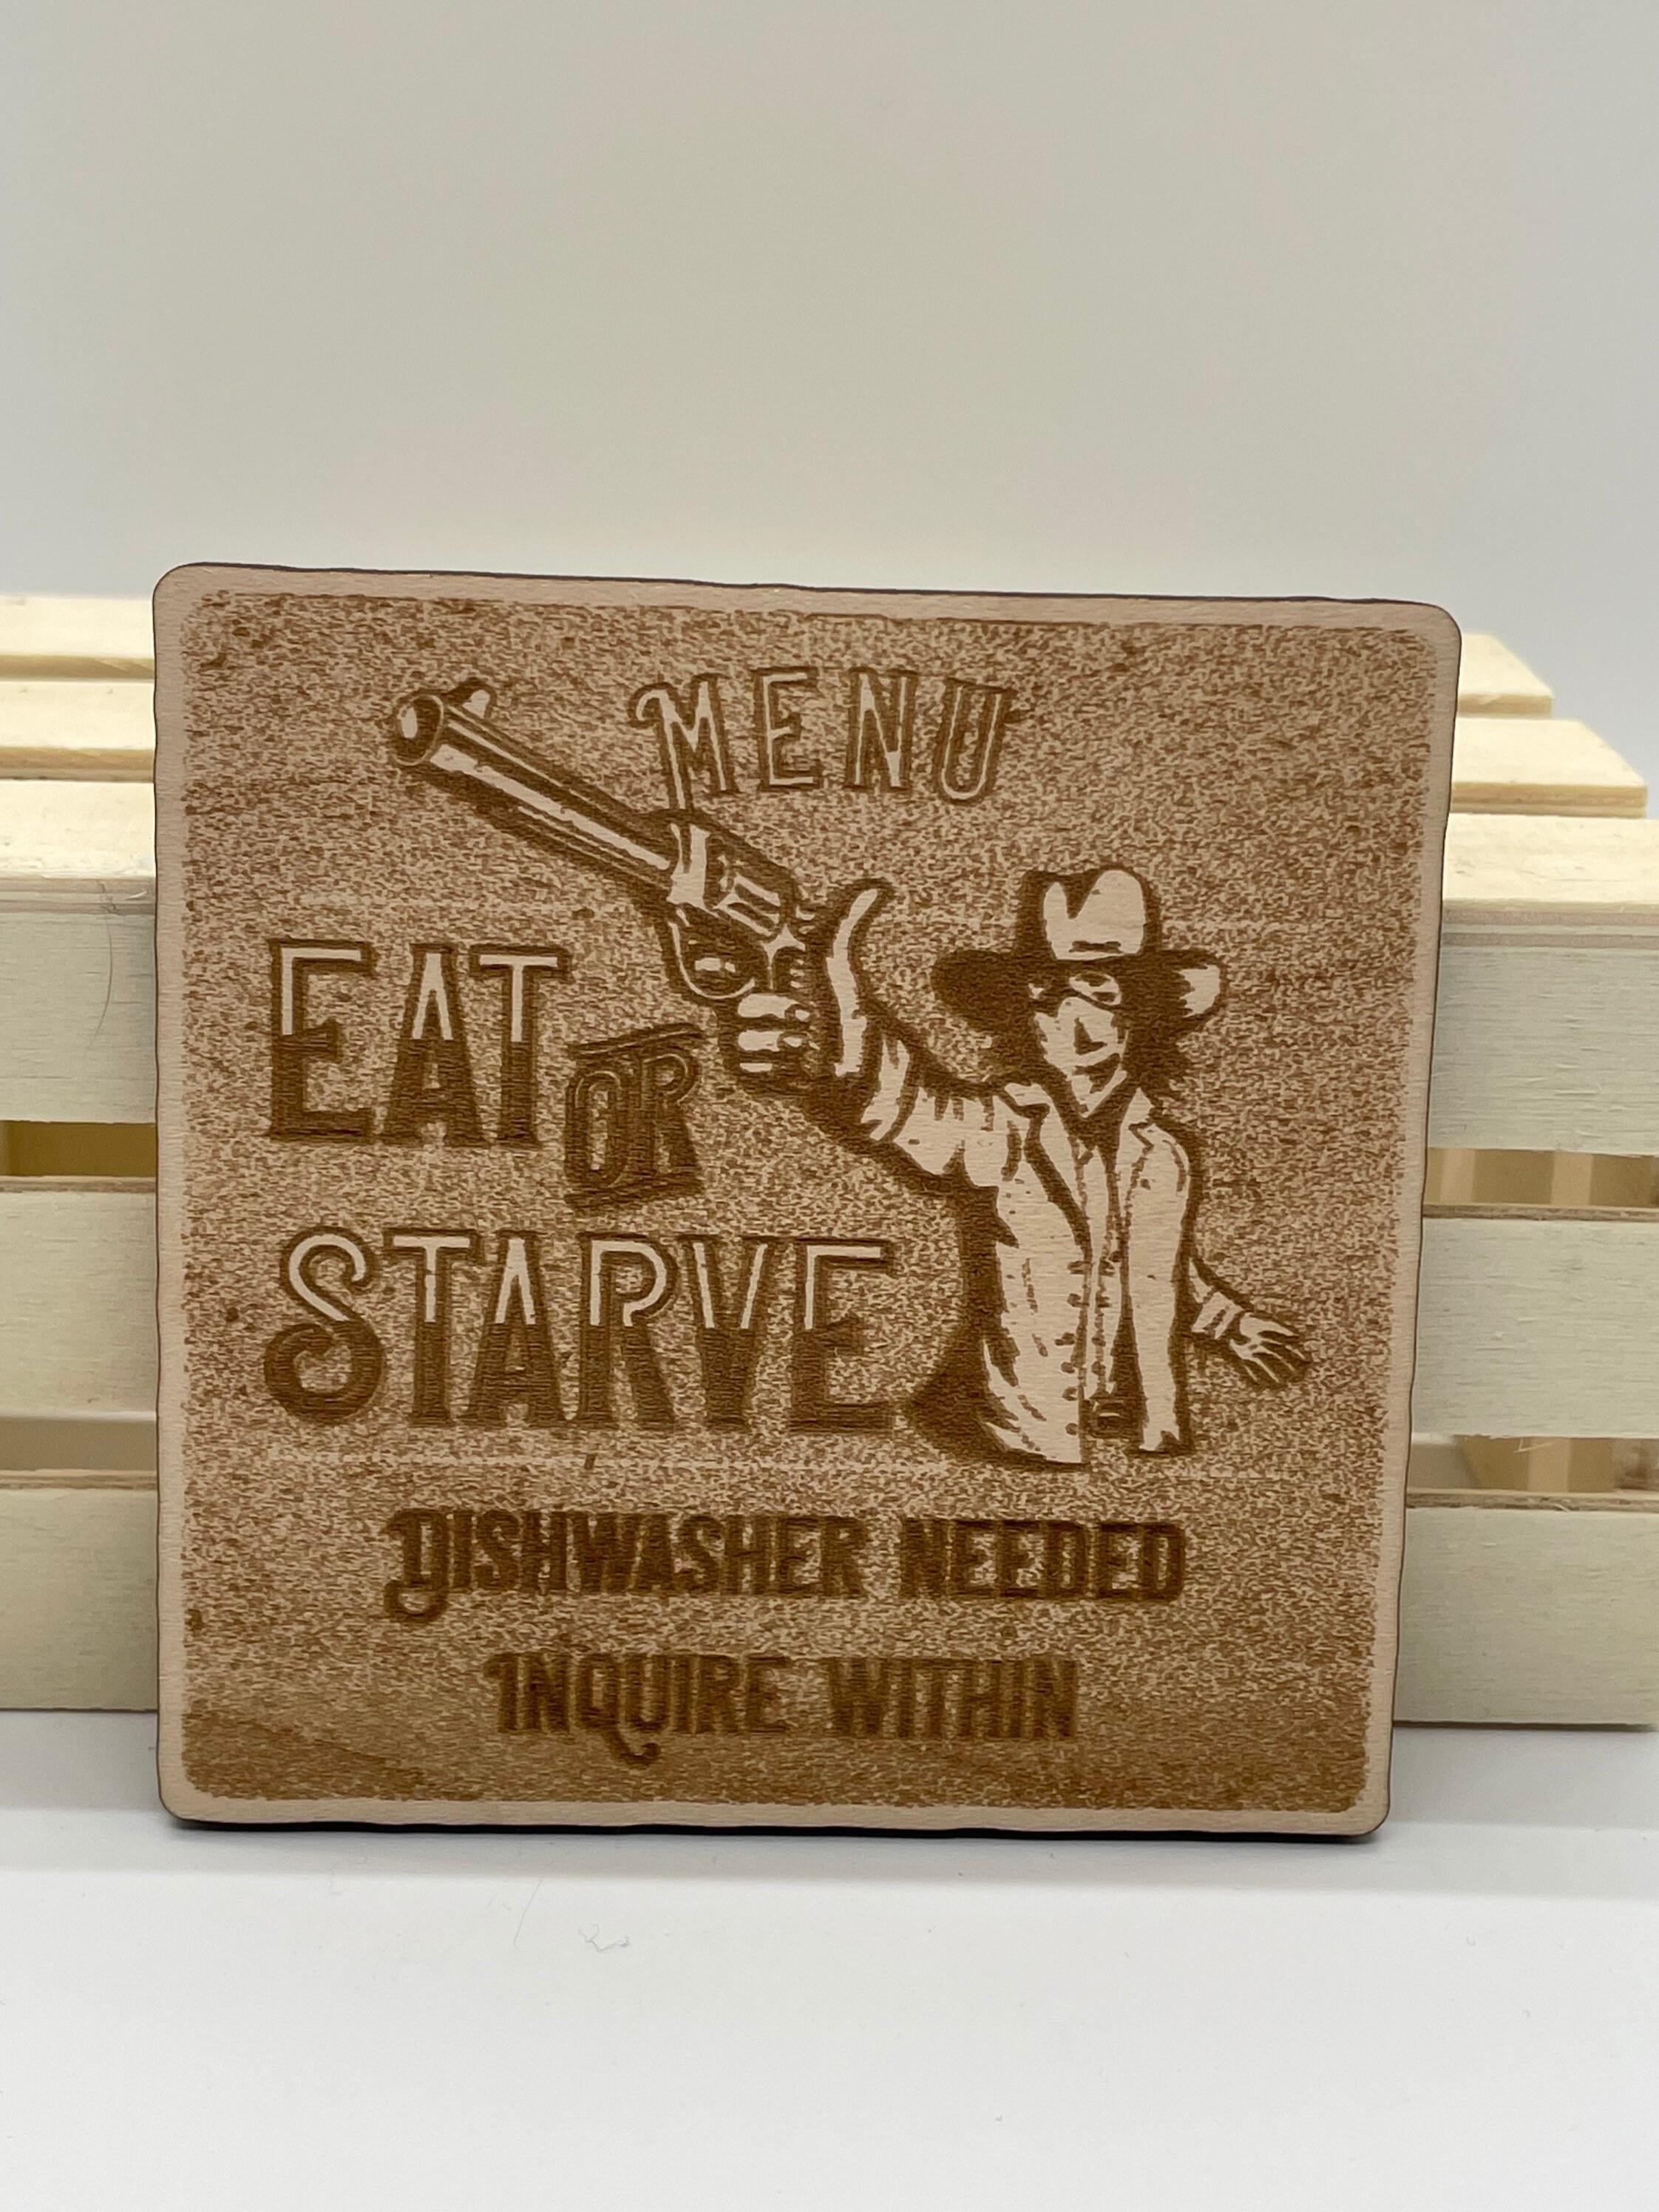 MENU
EAT
OR
STARVE
DISHWASHER NEEDED
INQUIRE WITHIN